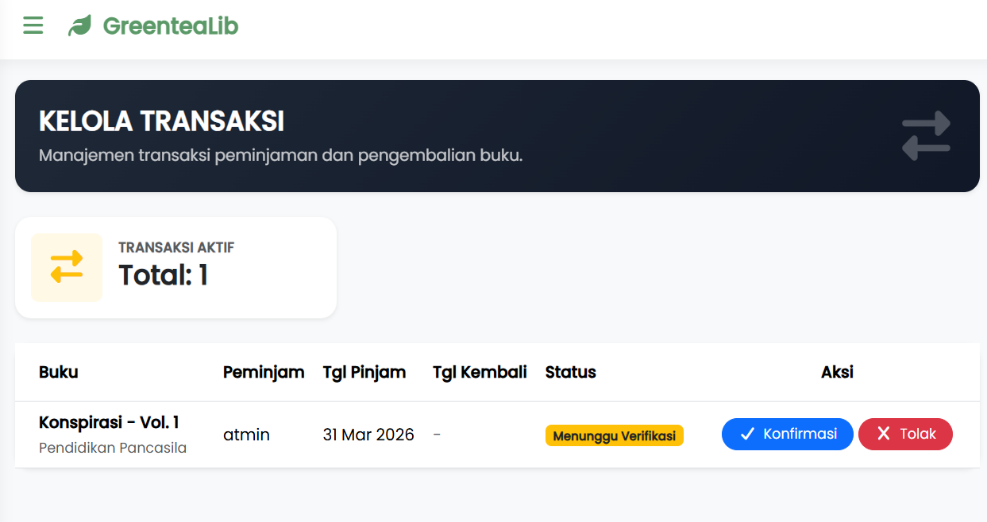 GreenteaLib
KELOLA TRANSAKSI
Manajemen transaksi peminjaman dan pengembalian buku.
TRANSAKSI AKTIF
Total: 1
Buku Peminjam Tgl Pinjam Tgl Kembali Status Aksi
Konspirasi - Vol. 1
Pendidikan Pancasila
atmin 31 Mar 2026 - Menunggu Verifikasi Konfirmasi Tolak